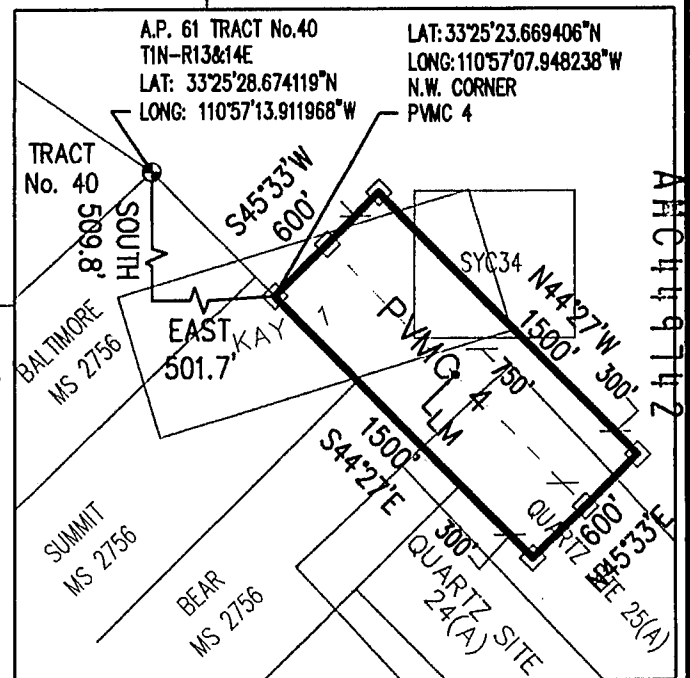 A.P. 61 TRACT No.40
T1N-R13&14E
LAT: 33°25'28.674119"N
LONG: 110°57'13.911968"W
LAT: 33°25'23.669406"N
LONG: 110°57'07.948238"W
N.W. CORNER
PVMC 4
TRACT
No. 40
SOUTH
509.8'
EAST
501.7'
S45°33'W
600'
SYC34
N44°27'W
1500'
300'
KAY 1
PVMC 4
LLM
750'
1500'
S44°27'E
300'
600'
N45°33'E
BALTIMORE
MS 2756
SUMMIT
MS 2756
BEAR
MS 2756
QUARTZ SITE
24(A)
QUARTZ SITE 25(A)